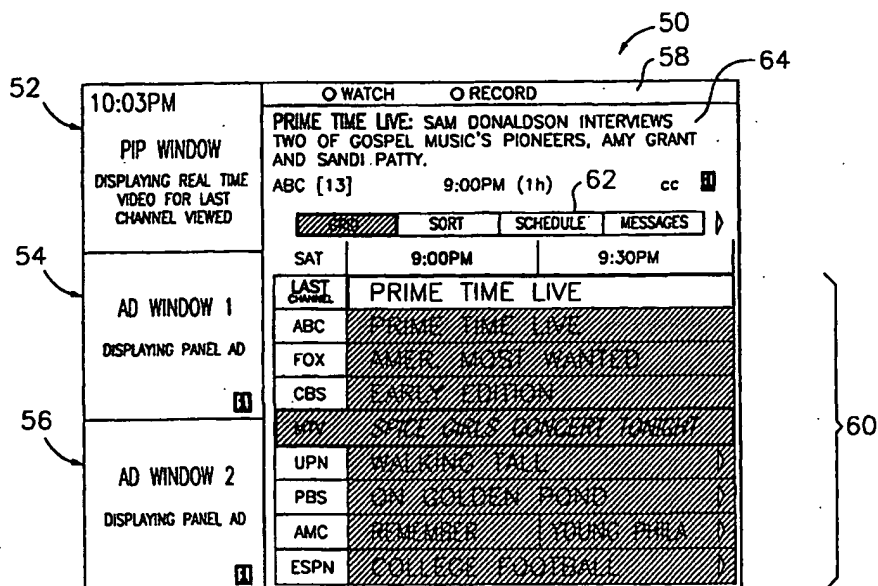 50
58
64
52
10:03PM
PIP WINDOW
DISPLAYING REAL TIME
VIDEO FOR LAST
CHANNEL VIEWED
WATCH RECORD
PRIME TIME LIVE: SAM DONALDSON INTERVIEWS
TWO OF GOSPEL MUSIC'S PIONEERS, AMY GRANT
AND SANDI PATTY.
ABC [13] 9:00PM (1h) 62 cc
SORT SCHEDULE MESSAGES
SAT 9:00PM 9:30PM
54
AD WINDOW 1
DISPLAYING PANEL AD
56
AD WINDOW 2
DISPLAYING PANEL AD
LAST CHANNEL PRIME TIME LIVE
ABC PRIME TIME LIVE
FOX AMER. MOST WANTED
CBS EARLY EDITION
MTV SPICE GIRLS CONCERT TONIGHT
UPN WALKING TALL
PBS ON GOLDEN POND
AMC REMEMBER YOUNG PHILA
ESPN COLLEGE FOOTBALL
60